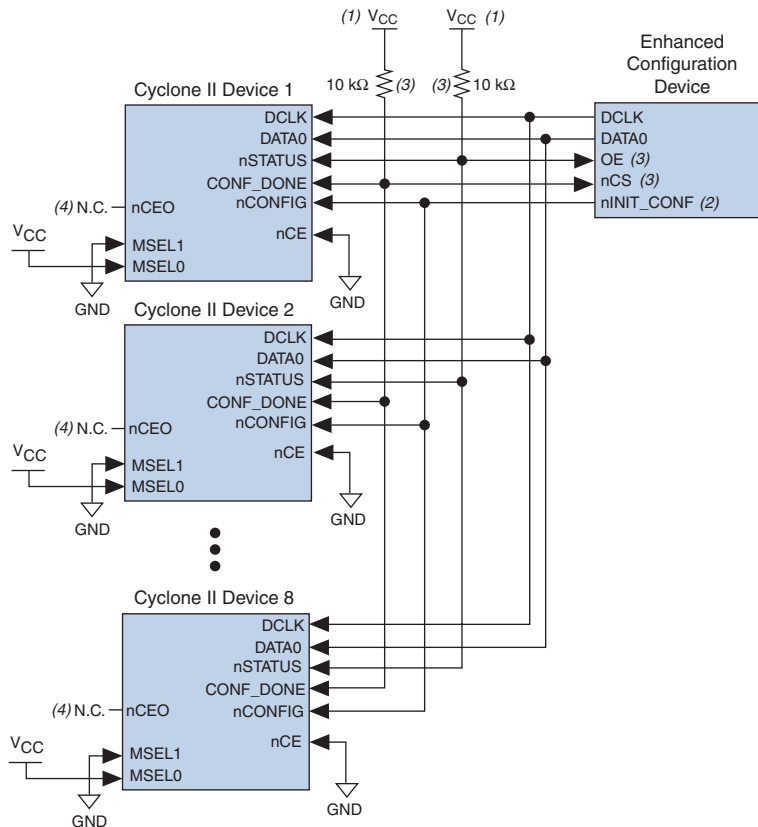 (1) VCC
VCC (1)
Enhanced
Configuration
Device
10 kΩ (3)
(3) 10 kΩ
Cyclone II Device 1
DCLK
DATA0
nSTATUS
CONF_DONE
nCONFIG
nCE
(4) N.C. nCEO
MSEL1
MSEL0
VCC
GND
GND
DCLK
DATA0
OE (3)
nCS (3)
nINIT_CONF (2)
Cyclone II Device 2
DCLK
DATA0
nSTATUS
CONF_DONE
nCONFIG
nCE
(4) N.C. nCEO
MSEL1
MSEL0
VCC
GND
GND
Cyclone II Device 8
DCLK
DATA0
nSTATUS
CONF_DONE
nCONFIG
nCE
(4) N.C. nCEO
MSEL1
MSEL0
VCC
GND
GND